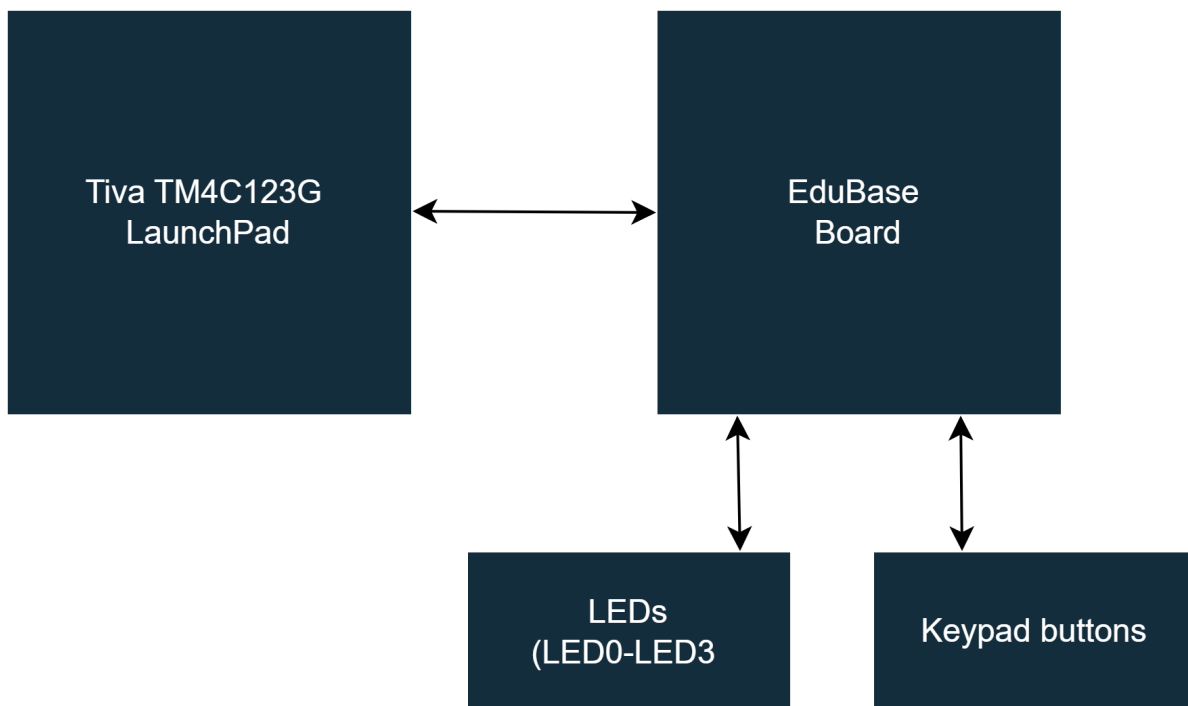 Tiva TM4C123G
LaunchPad
EduBase
Board
LEDs
(LED0-LED3
Keypad buttons